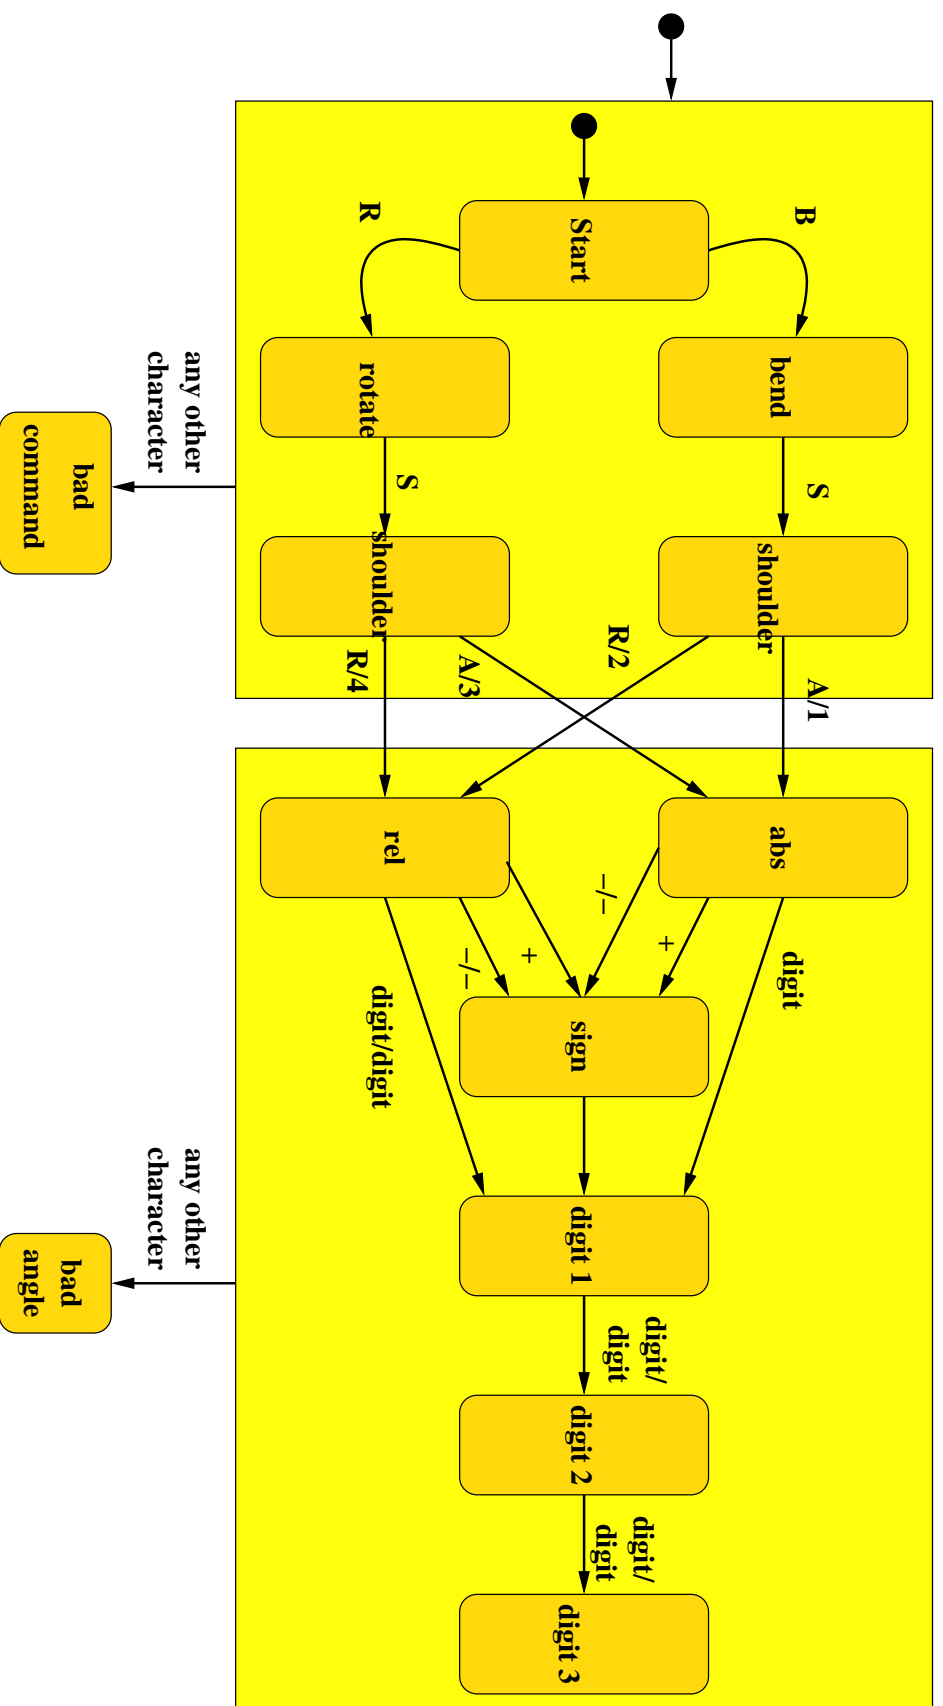 B
S
A/1
digit
Start
bend
shoulder
abs
R
rotate
S
shoulder
R/2
A/3
R/4
rel
–/–
+
+
–/–
sign
digit/digit
digit 1
digit/
digit
digit 2
digit/
digit
digit 3
any other
character
bad
command
any other
character
bad
angle